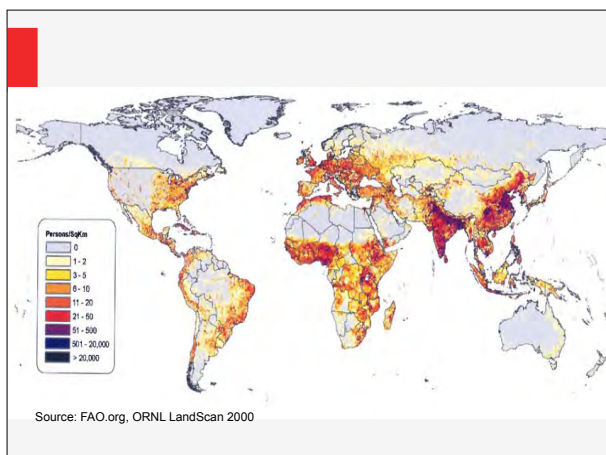 Persons/SqKm
0
1 - 2
3 - 5
6 - 10
11 - 20
21 - 50
51 - 500
501 - 20,000
> 20,000
Source: FAO.org, ORNL LandScan 2000